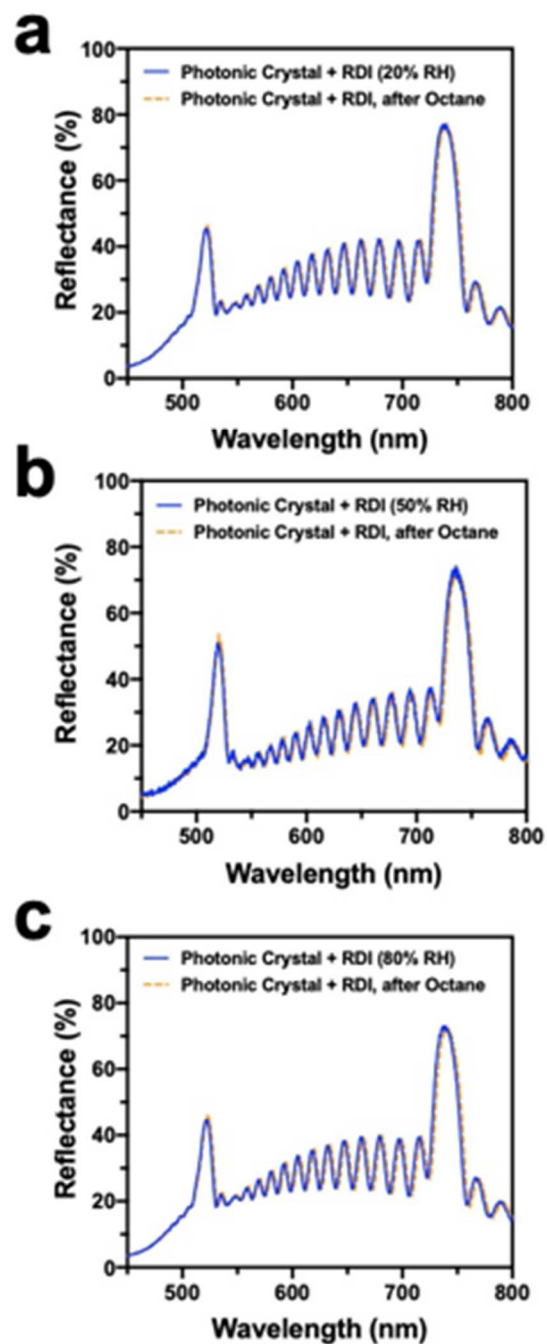 a
100
80
60
40
20
0
Reflectance (%)
Photonic Crystal + RDI (20% RH)
Photonic Crystal + RDI, after Octane
500 600 700 800
Wavelength (nm)
b
100
80
60
40
20
0
Reflectance (%)
Photonic Crystal + RDI (50% RH)
Photonic Crystal + RDI, after Octane
500 600 700 800
Wavelength (nm)
c
100
80
60
40
20
0
Reflectance (%)
Photonic Crystal + RDI (80% RH)
Photonic Crystal + RDI, after Octane
500 600 700 800
Wavelength (nm)